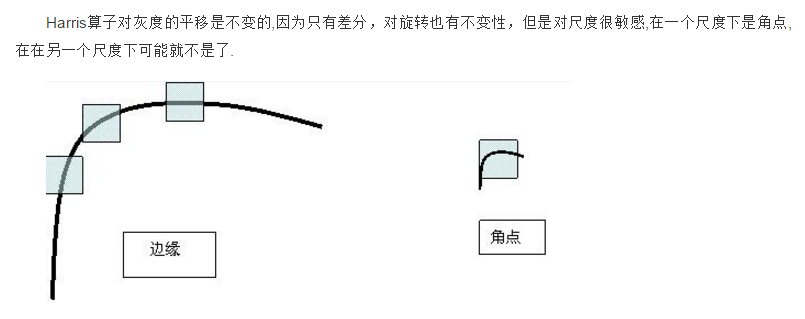 Harris算子对灰度的平移是不变的,因为只有差分，对旋转也有不变性，但是对尺度很敏感,在一个尺度下是角点,
在在另一个尺度下可能就不是了.
边缘
角点